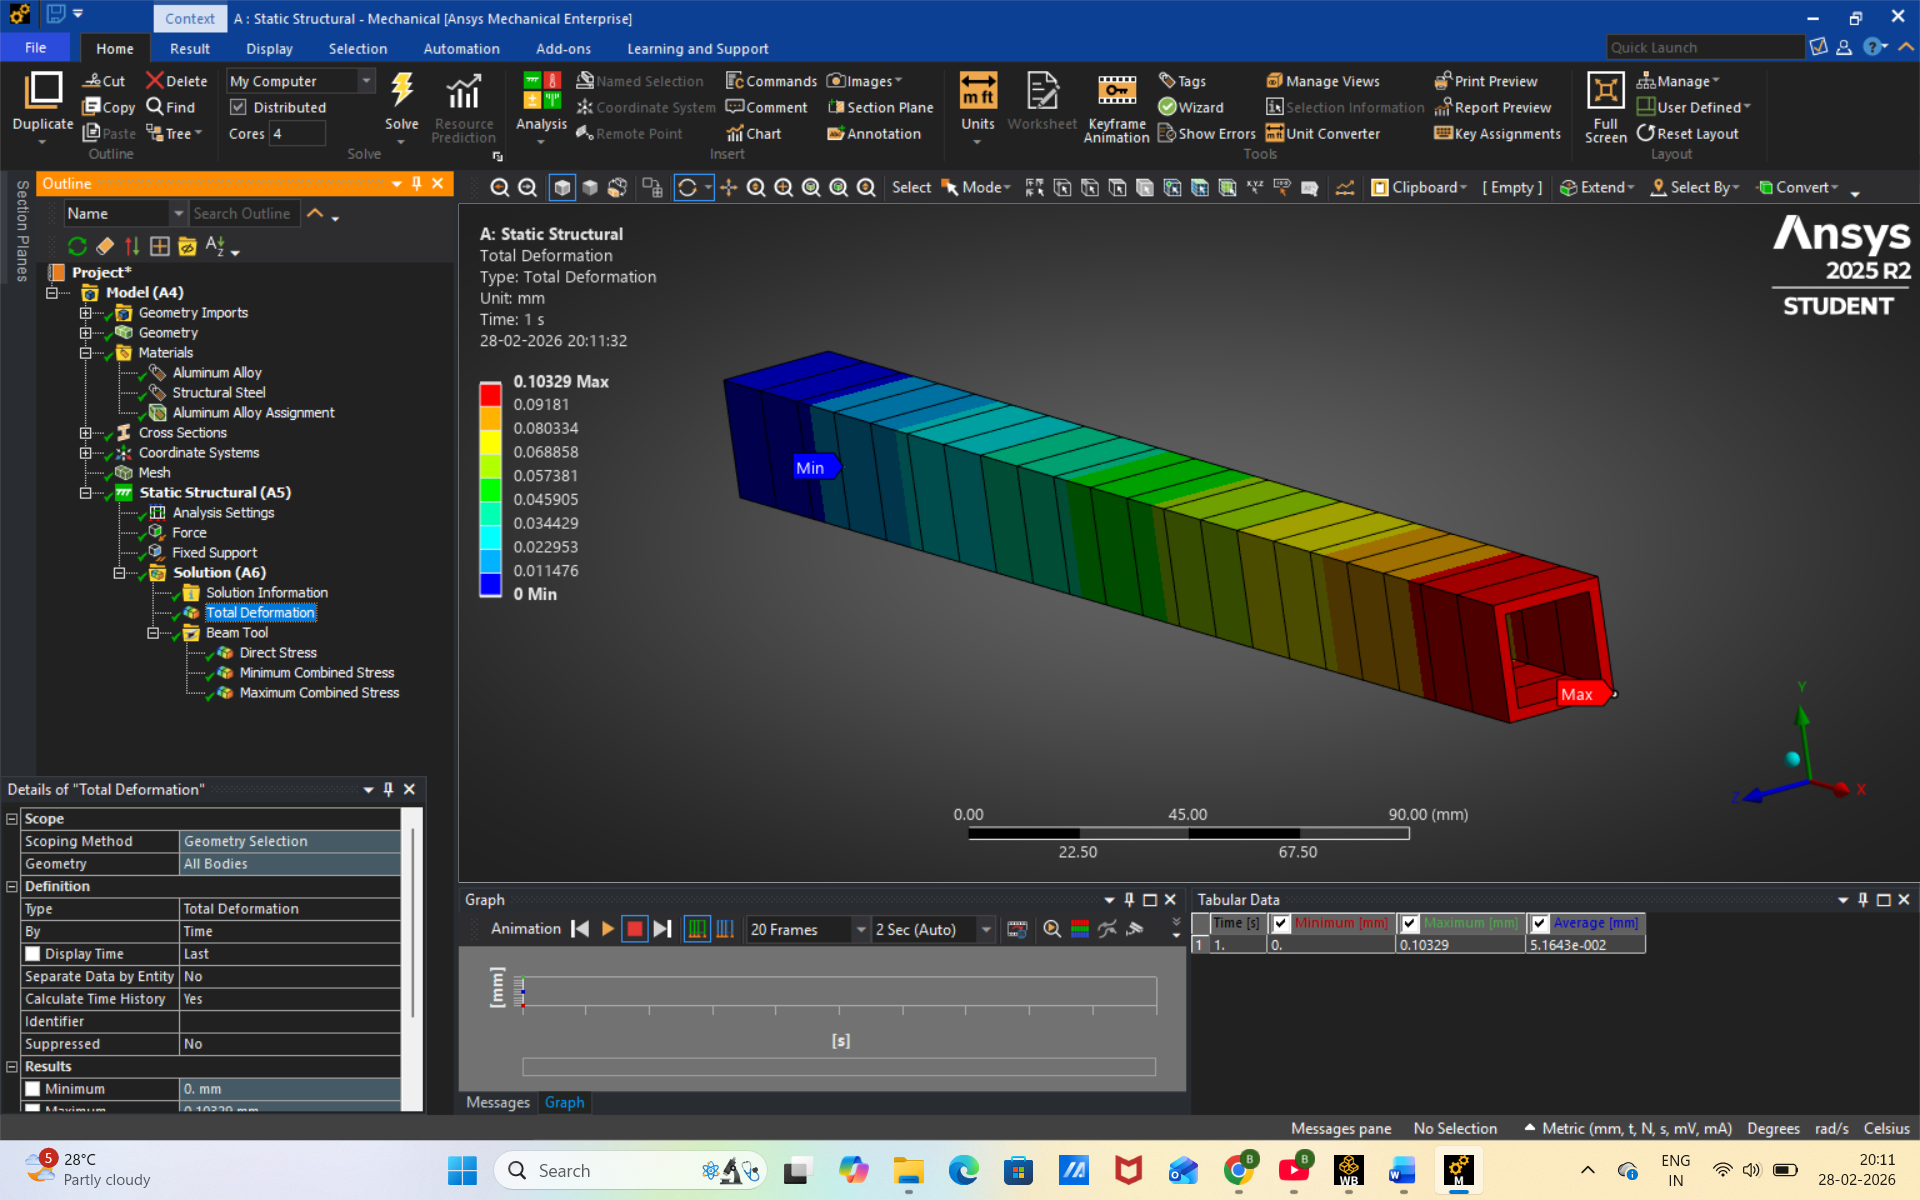 Context
A : Static Structural - Mechanical [Ansys Mechanical Enterprise]
File
Home
Result
Display
Selection
Automation
Add-ons
Learning and Support
Quick Launch
Duplicate
Cut
Copy
Paste
Delete
Find
Tree
Outline
My Computer
Distributed
Cores 4
Solve
Resource Prediction
Solve
Analysis
Named Selection
Coordinate System
Remote Point
Commands
Comment
Chart
Images
Section Plane
Annotation
Insert
Units
Worksheet
Keyframe Animation
Tags
Wizard
Show Errors
Manage Views
Selection Information
Unit Converter
Print Preview
Report Preview
Key Assignments
Tools
Full Screen
Manage
User Defined
Reset Layout
Layout
Section Planes
Outline
Name
Search Outline
Select
Mode
Clipboard
[ Empty ]
Extend
Select By
Convert
Project*
Model (A4)
Geometry Imports
Geometry
Materials
Aluminum Alloy
Structural Steel
Aluminum Alloy Assignment
Cross Sections
Coordinate Systems
Mesh
Static Structural (A5)
Analysis Settings
Force
Fixed Support
Solution (A6)
Solution Information
Total Deformation
Beam Tool
Direct Stress
Minimum Combined Stress
Maximum Combined Stress
A: Static Structural
Total Deformation
Type: Total Deformation
Unit: mm
Time: 1 s
28-02-2026 20:11:32
0.10329 Max
0.09181
0.080334
0.068858
0.057381
0.045905
0.034429
0.022953
0.011476
0 Min
Min
Max
Ansys
2025 R2
STUDENT
Y
X
Z
0.00
45.00
90.00 (mm)
22.50
67.50
Details of "Total Deformation"
Scope
Scoping Method Geometry Selection
Geometry All Bodies
Definition
Type Total Deformation
By Time
Display Time Last
Separate Data by Entity No
Calculate Time History Yes
Identifier
Suppressed No
Results
Minimum 0. mm
Maximum 0.10329 mm
Graph
Animation
20 Frames
2 Sec (Auto)
[mm]
[s]
Messages
Graph
Tabular Data
Time [s] Minimum [mm] Maximum [mm] Average [mm]
1 1. 0. 0.10329 5.1643e-002
Messages pane
No Selection
Metric (mm, t, N, s, mV, mA)
Degrees
rad/s
Celsius
5
28°C
Partly cloudy
Search
B
B
WB
W
M
ENG
IN
20:11
28-02-2026